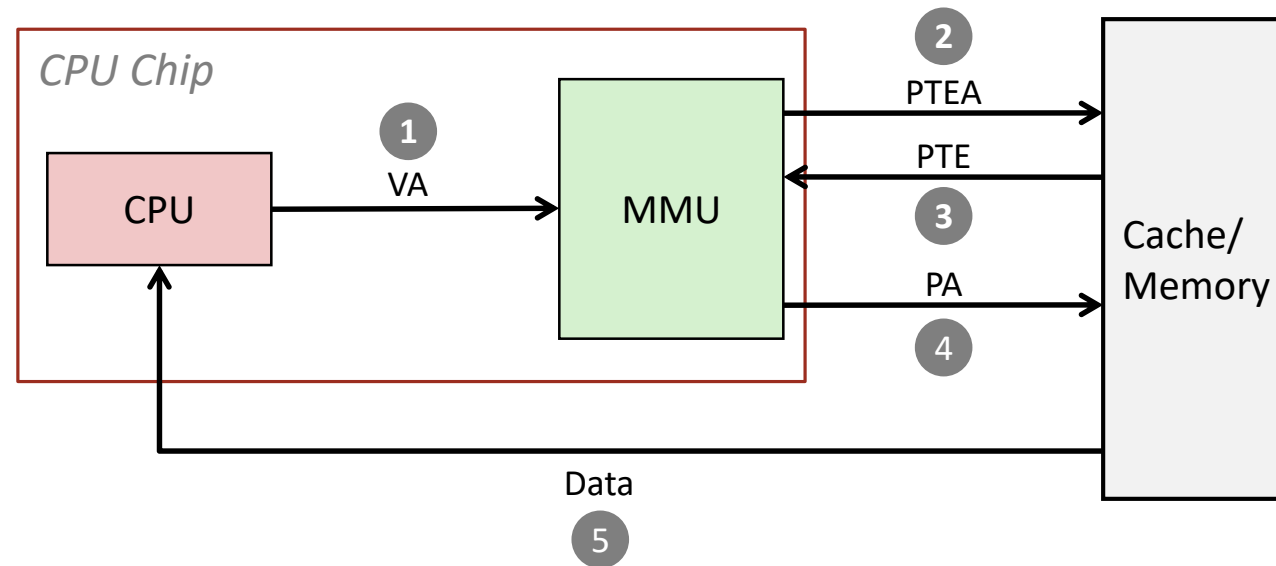 CPU Chip
2
PTEA
1
VA
PTE
CPU
MMU
3
Cache/
Memory
PA
4
Data
5